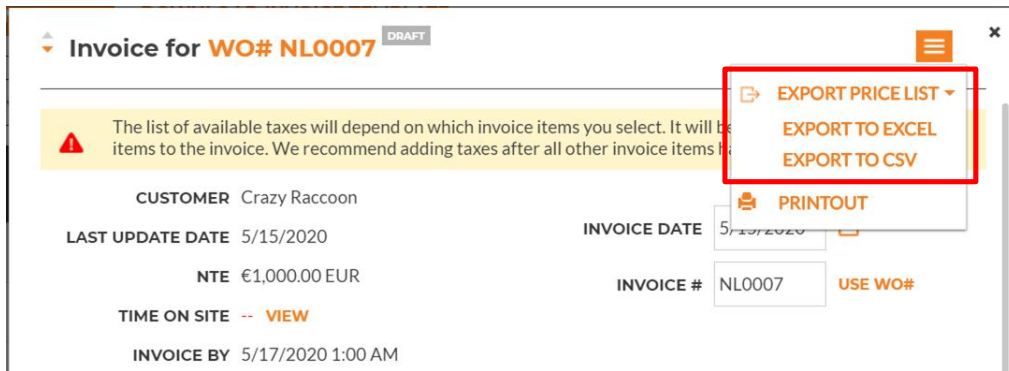 Invoice for WO# NL0007 DRAFT
EXPORT PRICE LIST
EXPORT TO EXCEL
EXPORT TO CSV
PRINTOUT
The list of available taxes will depend on which invoice items you select. It will
items to the invoice. We recommend adding taxes after all other invoice items
CUSTOMER Crazy Raccoon
LAST UPDATE DATE 5/15/2020
INVOICE DATE 5/15/2020
NTE €1,000.00 EUR
INVOICE # NL0007 USE WO#
TIME ON SITE -- VIEW
INVOICE BY 5/17/2020 1:00 AM